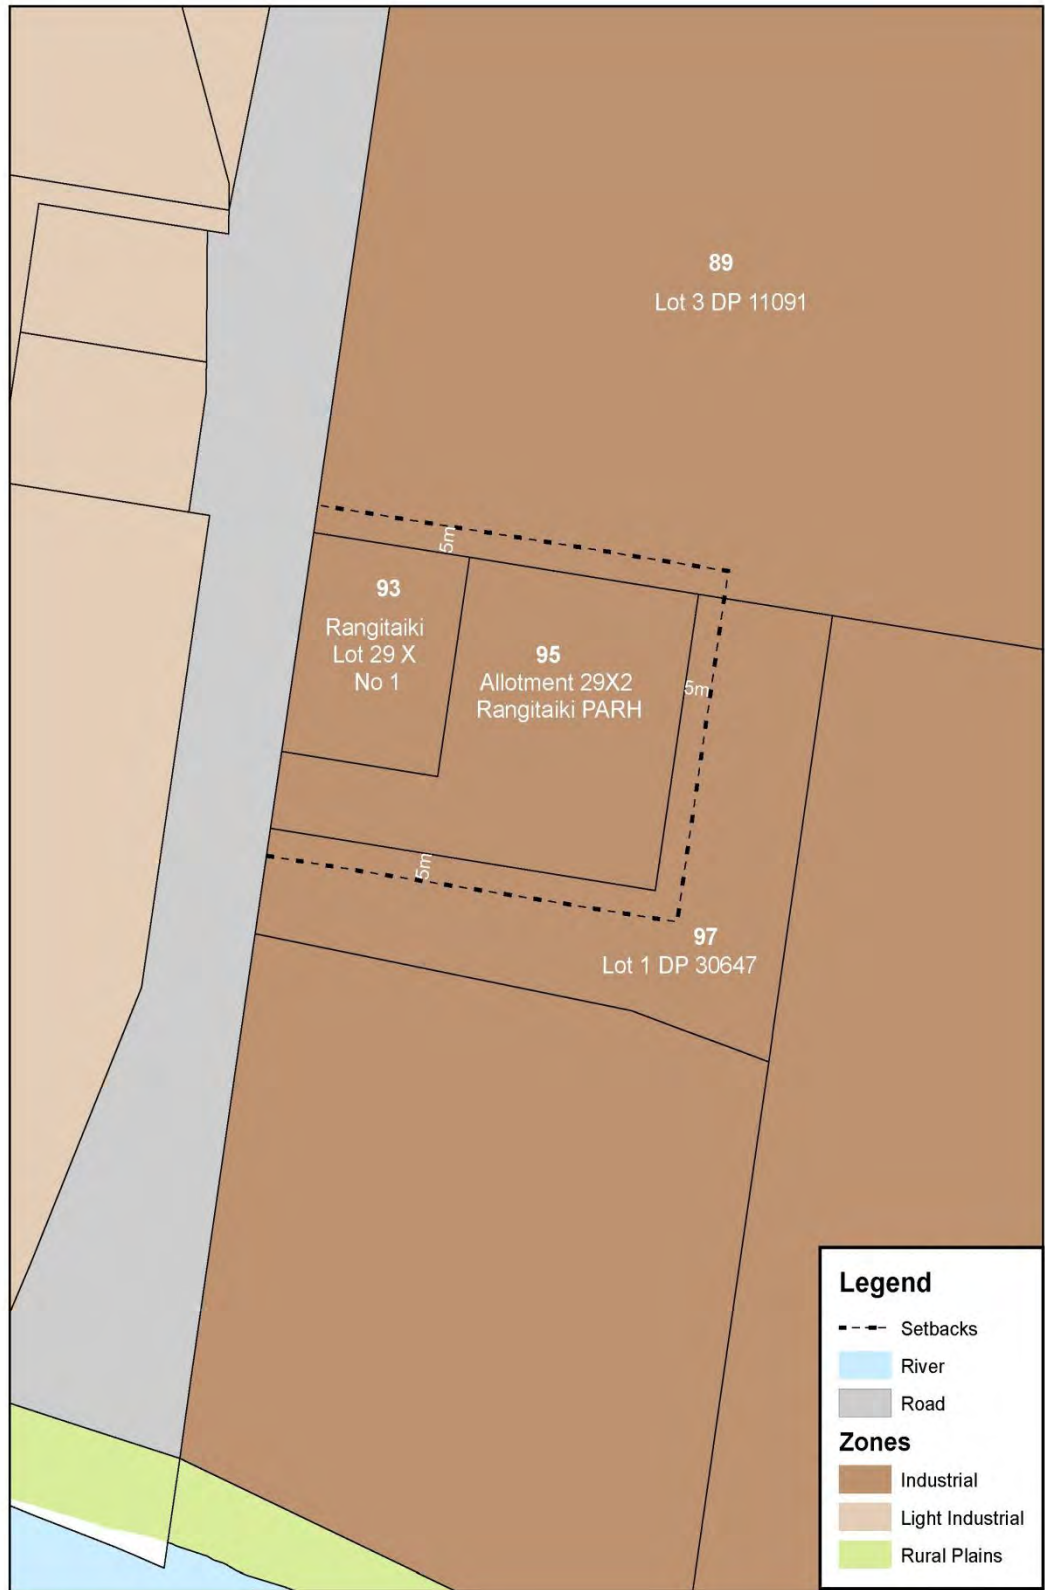 89
Lot 3 DP 11091
5m
93
Rangitaiki
Lot 29 X
No 1
95
Allotment 29X2
Rangitaiki PARH
5m
5m
97
Lot 1 DP 30647
Legend
Setbacks
River
Road
Zones
Industrial
Light Industrial
Rural Plains